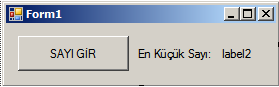 Form1
SAYI GİR
En Küçük Sayı: label2